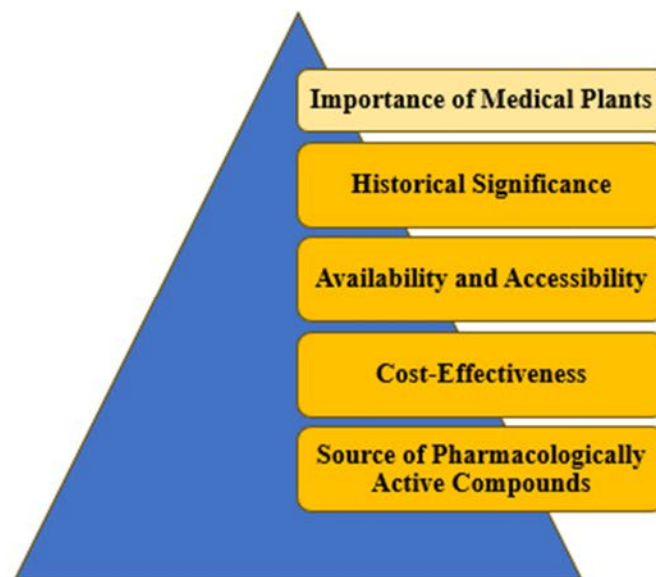 Importance of Medical Plants
Historical Significance
Availability and Accessibility
Cost-Effectiveness
Source of Pharmacologically
Active Compounds